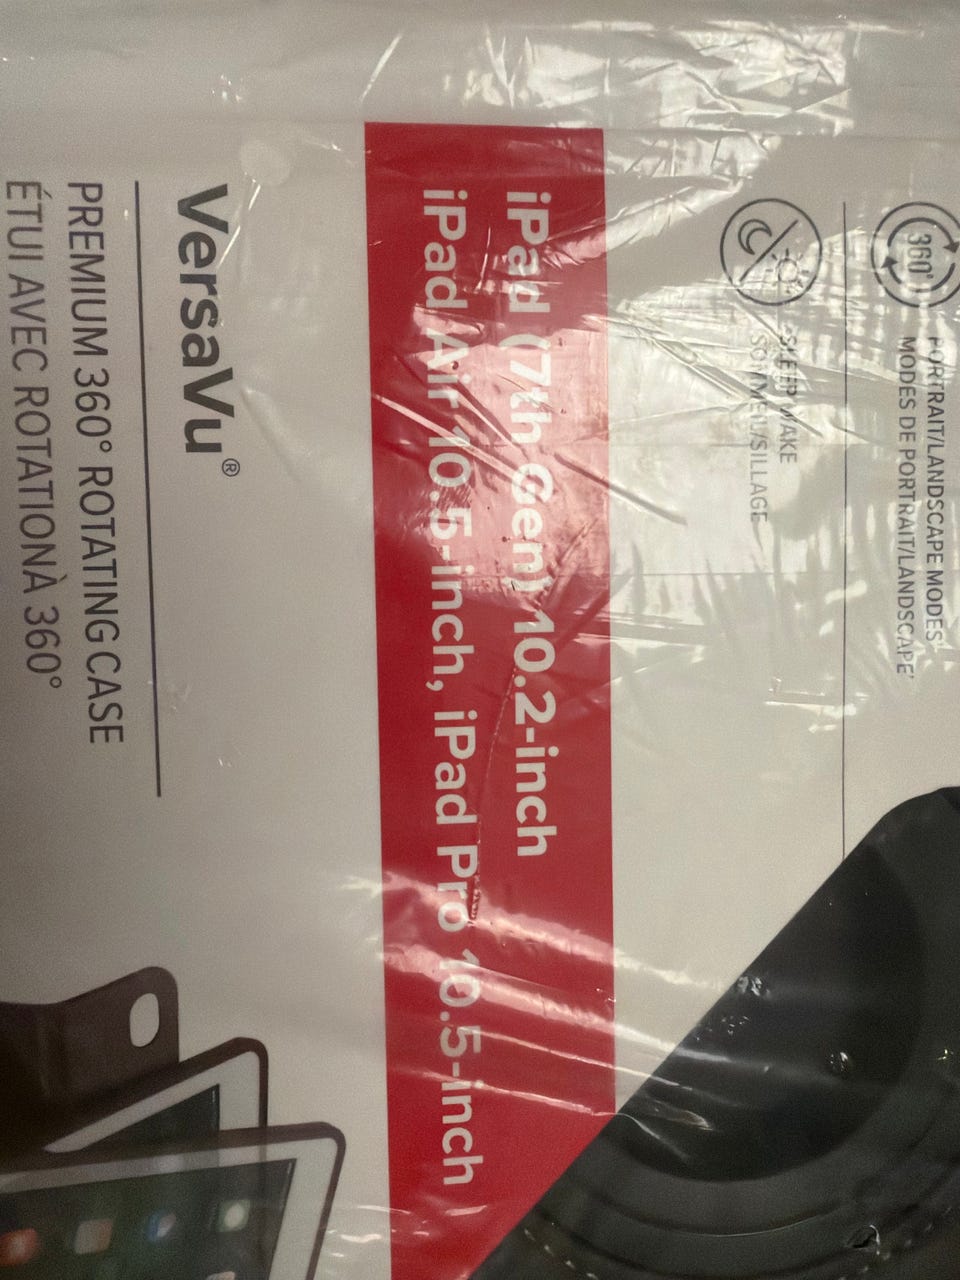 360°
PORTRAIT/LANDSCAPE MODES
MODES DE PORTRAIT/LANDSCAPE
SLEEP/WAKE
SOMMEIL/SILLAGE
iPad (7th Gen) 10.2-inch
iPad Air 10.5-inch, iPad Pro 10.5-inch
VersaVu®
PREMIUM 360° ROTATING CASE
ÉTUI AVEC ROTATIONÀ 360°